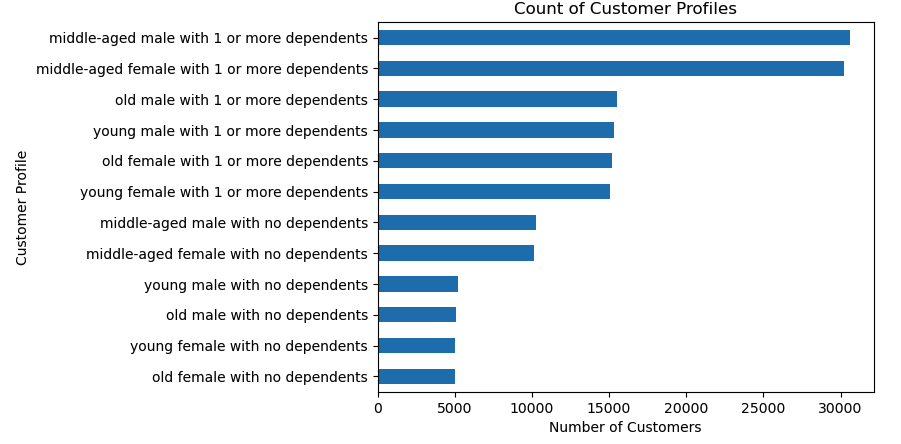 Count of Customer Profiles
Customer Profile
middle-aged male with 1 or more dependents
middle-aged female with 1 or more dependents
old male with 1 or more dependents
young male with 1 or more dependents
old female with 1 or more dependents
young female with 1 or more dependents
middle-aged male with no dependents
middle-aged female with no dependents
young male with no dependents
old male with no dependents
young female with no dependents
old female with no dependents
0 5000 10000 15000 20000 25000 30000
Number of Customers